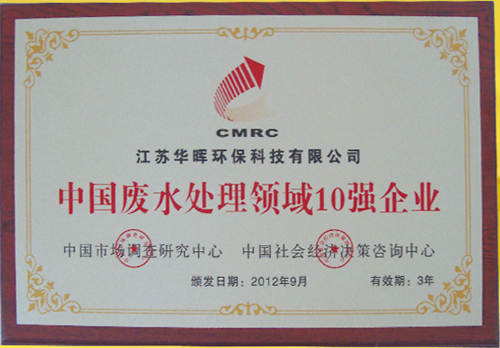 CMRC
江苏华晖环保科技有限公司
中国废水处理领域10强企业
中国市场调查研究中心 中国社会经济决策咨询中心
颁发日期：2012年9月 有效期：3年